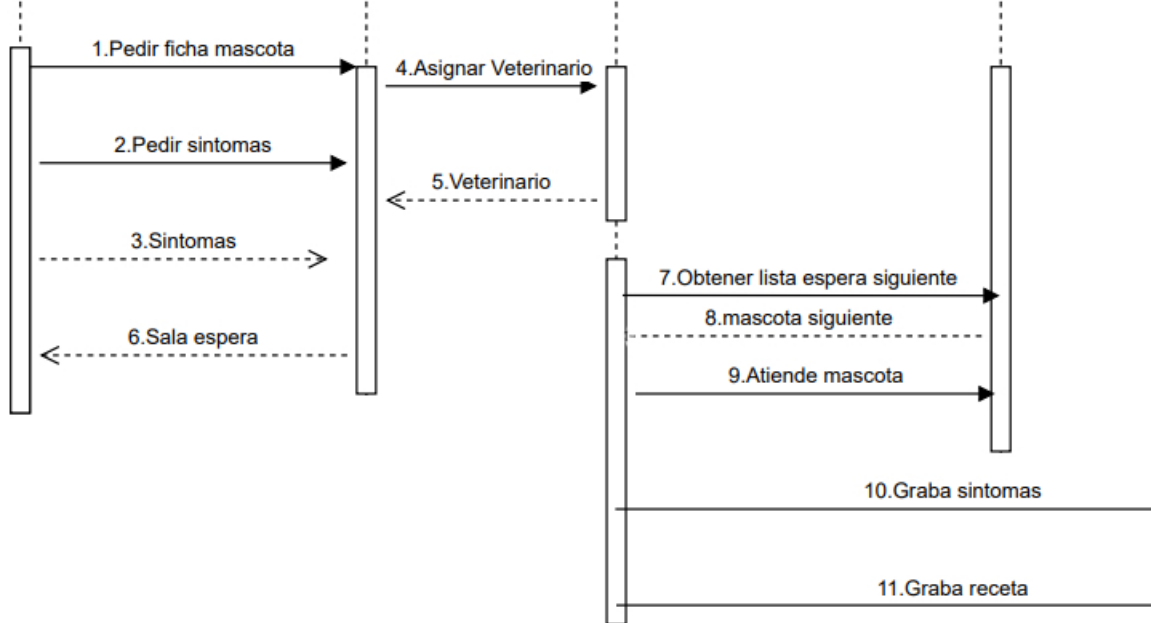 1.Pedir ficha mascota
4.Asignar Veterinario
2.Pedir sintomas
5.Veterinario
3.Sintomas
7.Obtener lista espera siguiente
8.mascota siguiente
6.Sala espera
9.Atiende mascota
10.Graba sintomas
11.Graba receta